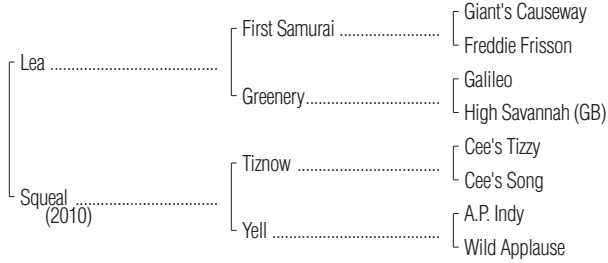 Giant's Causeway
First Samurai ........................
Freddie Frisson
Lea ........................................
Galileo
Greenery................................
High Savannah (GB)
Cee's Tizzy
Tiznow ..................................
Cee's Song
Squeal ..................................
(2010)
A.P. Indy
Yell ........................................
Wild Applause